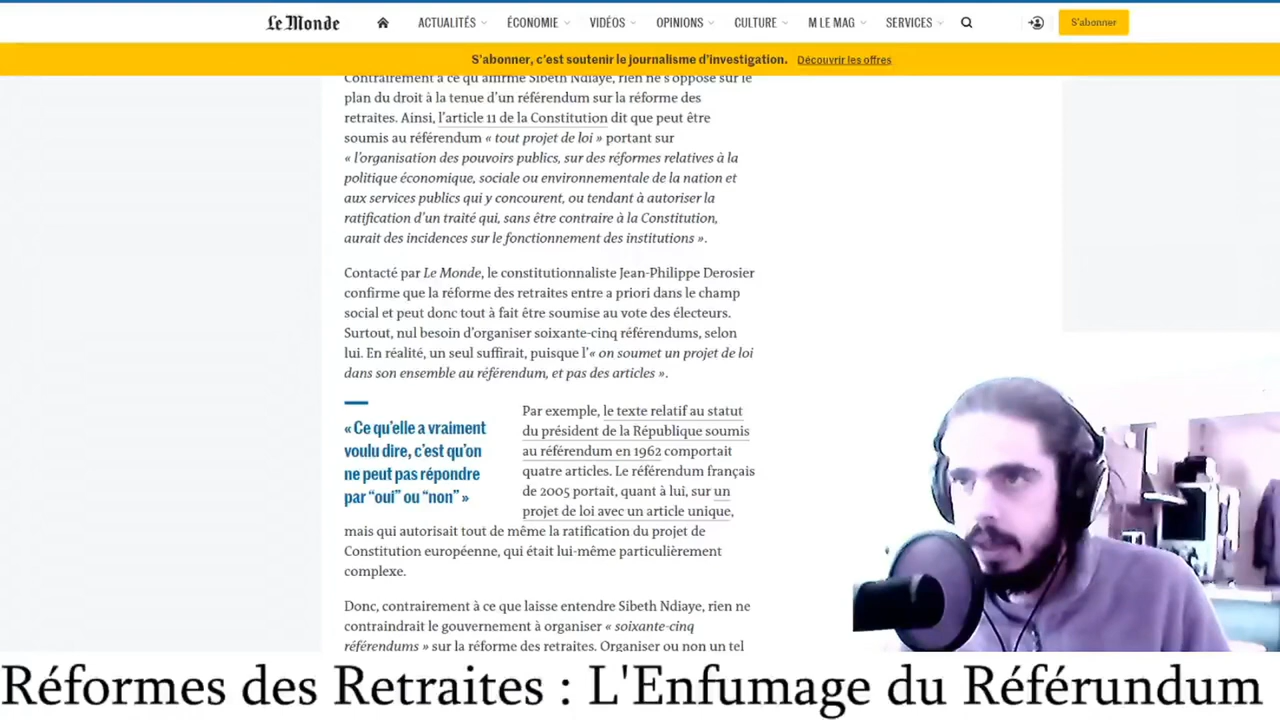 Le Monde
ACTUALITÉS
ÉCONOMIE
VIDÉOS
OPINIONS
CULTURE
M LE MAG
SERVICES
S'abonner
S'abonner, c'est soutenir le journalisme d'investigation. Découvrir les offres
Contrairement à ce qu'affirme Sibeth Ndiaye, rien ne s'oppose sur le
plan du droit à la tenue d'un référendum sur la réforme des
retraites. Ainsi, l'article 11 de la Constitution dit que peut être
soumis au référendum « tout projet de loi » portant sur
« l'organisation des pouvoirs publics, sur des réformes relatives à la
politique économique, sociale ou environnementale de la nation et
aux services publics qui y concourent, ou tendant à autoriser la
ratification d'un traité qui, sans être contraire à la Constitution,
aurait des incidences sur le fonctionnement des institutions ».
Contacté par Le Monde, le constitutionnaliste Jean-Philippe Derosier
confirme que la réforme des retraites entre a priori dans le champ
social et peut donc tout à fait être soumise au vote des électeurs.
Surtout, nul besoin d'organiser soixante-cinq référendums, selon
lui. En réalité, un seul suffirait, puisque l'« on soumet un projet de loi
dans son ensemble au référendum, et pas des articles ».
« Ce qu'elle a vraiment
voulu dire, c'est qu'on
ne peut pas répondre
par “oui” ou “non” »
Par exemple, le texte relatif au statut
du président de la République soumis
au référendum en 1962 comportait
quatre articles. Le référendum français
de 2005 portait, quant à lui, sur un
projet de loi avec un article unique,
mais qui autorisait tout de même la ratification du projet de
Constitution européenne, qui était lui-même particulièrement
complexe.
Donc, contrairement à ce que laisse entendre Sibeth Ndiaye, rien ne
contraindrait le gouvernement à organiser « soixante-cinq
référendums » sur la réforme des retraites. Organiser ou non un tel
Réformes des Retraites : L'Enfumage du Référundum